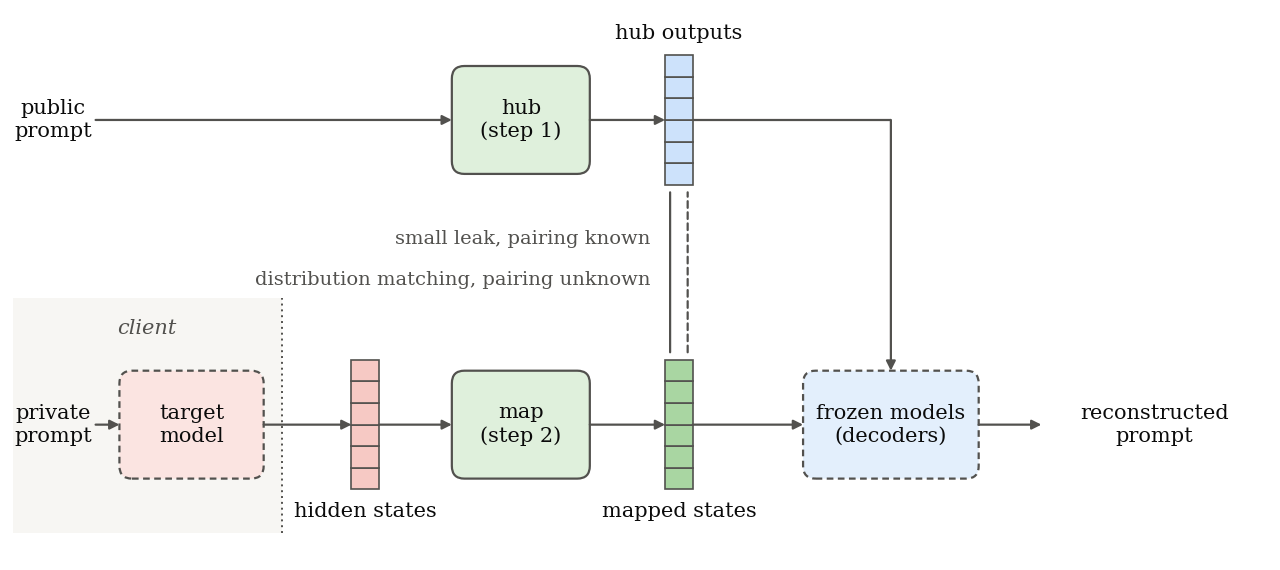 hub outputs
public
prompt
hub
(step 1)
small leak, pairing known
distribution matching, pairing unknown
client
private
prompt
target
model
hidden states
map
(step 2)
mapped states
frozen models
(decoders)
reconstructed
prompt